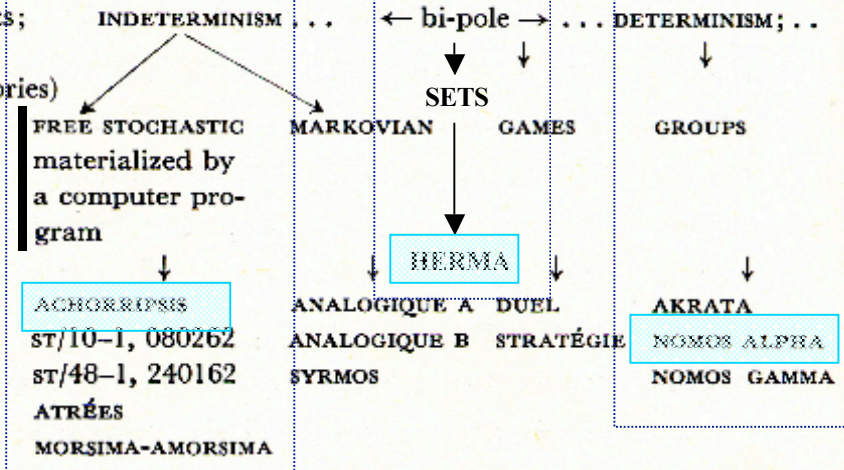 s; INDETERMINISM ... ← bi-pole → ... DETERMINISM; ..
ories) SETS
FREE STOCHASTIC MARKOVIAN GAMES GROUPS
materialized by
a computer pro-
gram
HERMA
ACHORRIPSIS ANALOGIQUE A DUEL AKRATA
ST/10–1, 080262 ANALOGIQUE B STRATÉGIE NOMOS ALPHA
ST/48–1, 240162 SYRMOS NOMOS GAMMA
ATRÉES
MORSIMA-AMORSIMA